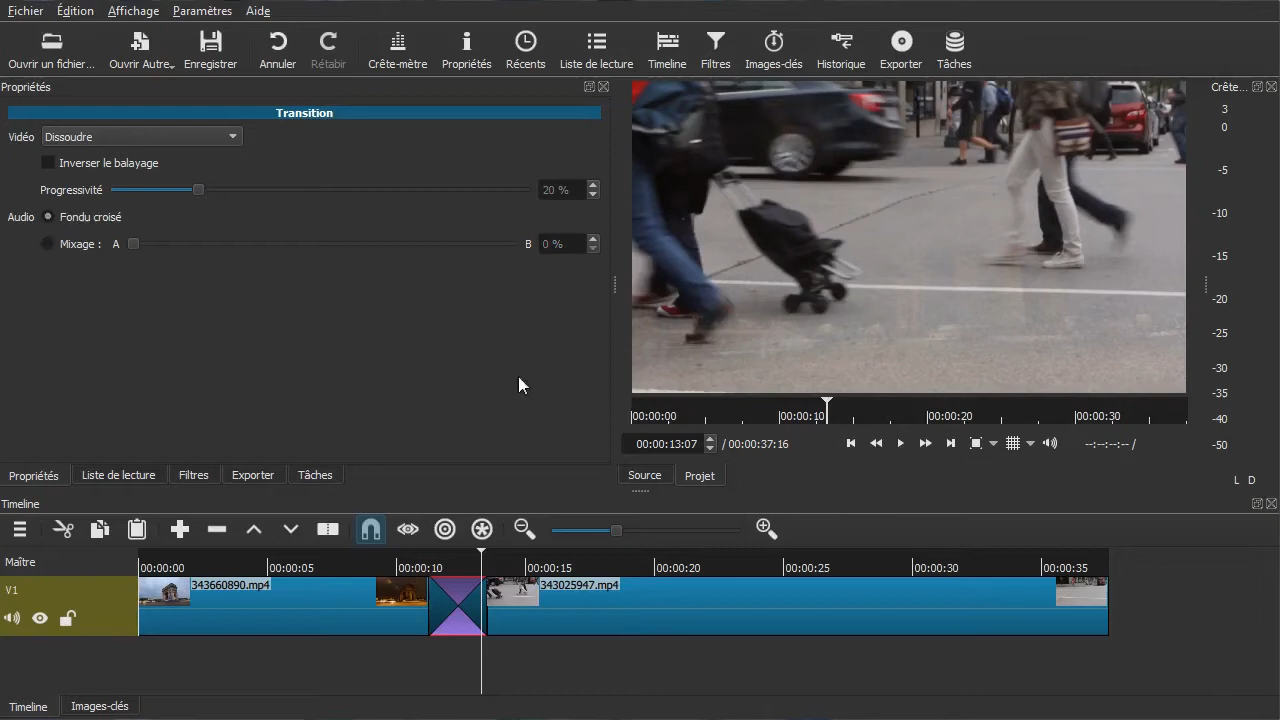 Fichier Édition Affichage Paramètres Aide
Ouvrir un fichier... Ouvrir Autre... Enregistrer Annuler Rétabir Crête-mètre Propriétés Récents Liste de lecture Timeline Filtres Images-clés Historique Exporter Tâches
Propriétés
Transition
Vidéo Dissoudre
Inverser le balayage
Progressivité 20 %
Audio Fondu croisé
Mixage : A B 0 %
Propriétés Liste de lecture Filtres Exporter Tâches
00:00:00 00:00:10 00:00:20 00:00:30
00:00:13:07 / 00:00:37:16 --:--:--:-- /
Source Projet
Crête...
3
0
-5
-10
-15
-20
-25
-30
-35
-40
-50
L D
Timeline
Maître 00:00:00 00:00:05 00:00:10 00:00:15 00:00:20 00:00:25 00:00:30 00:00:35
V1 343660890.mp4 343025947.mp4
Timeline Images-clés